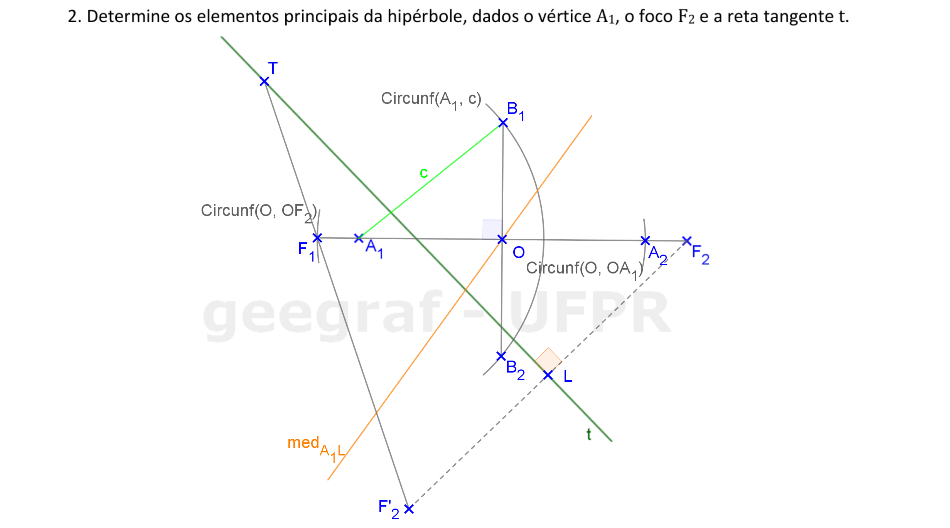 2. Determine os elementos principais da hipérbole, dados o vértice A₁, o foco F₂ e a reta tangente t.
T
Circunf(A₁, c)
B₁
c
Circunf(O, OF₂)
F₁
A₁
O
A₂
F₂
Circunf(O, OA₁)
geegraf - UFPR
B₂
L
t
med A₁L
F'₂